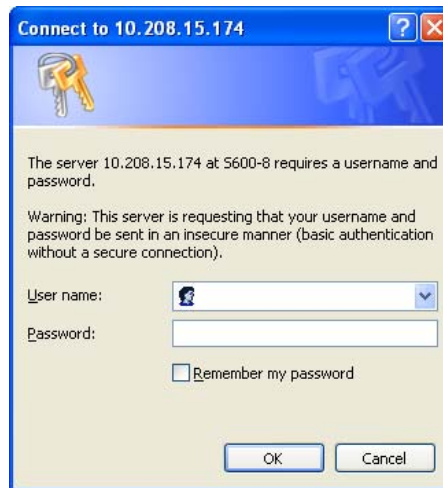 Connect to 10.208.15.174
The server 10.208.15.174 at S600-8 requires a username and
password.
Warning: This server is requesting that your username and
password be sent in an insecure manner (basic authentication
without a secure connection).
User name:
Password:
Remember my password
OK Cancel